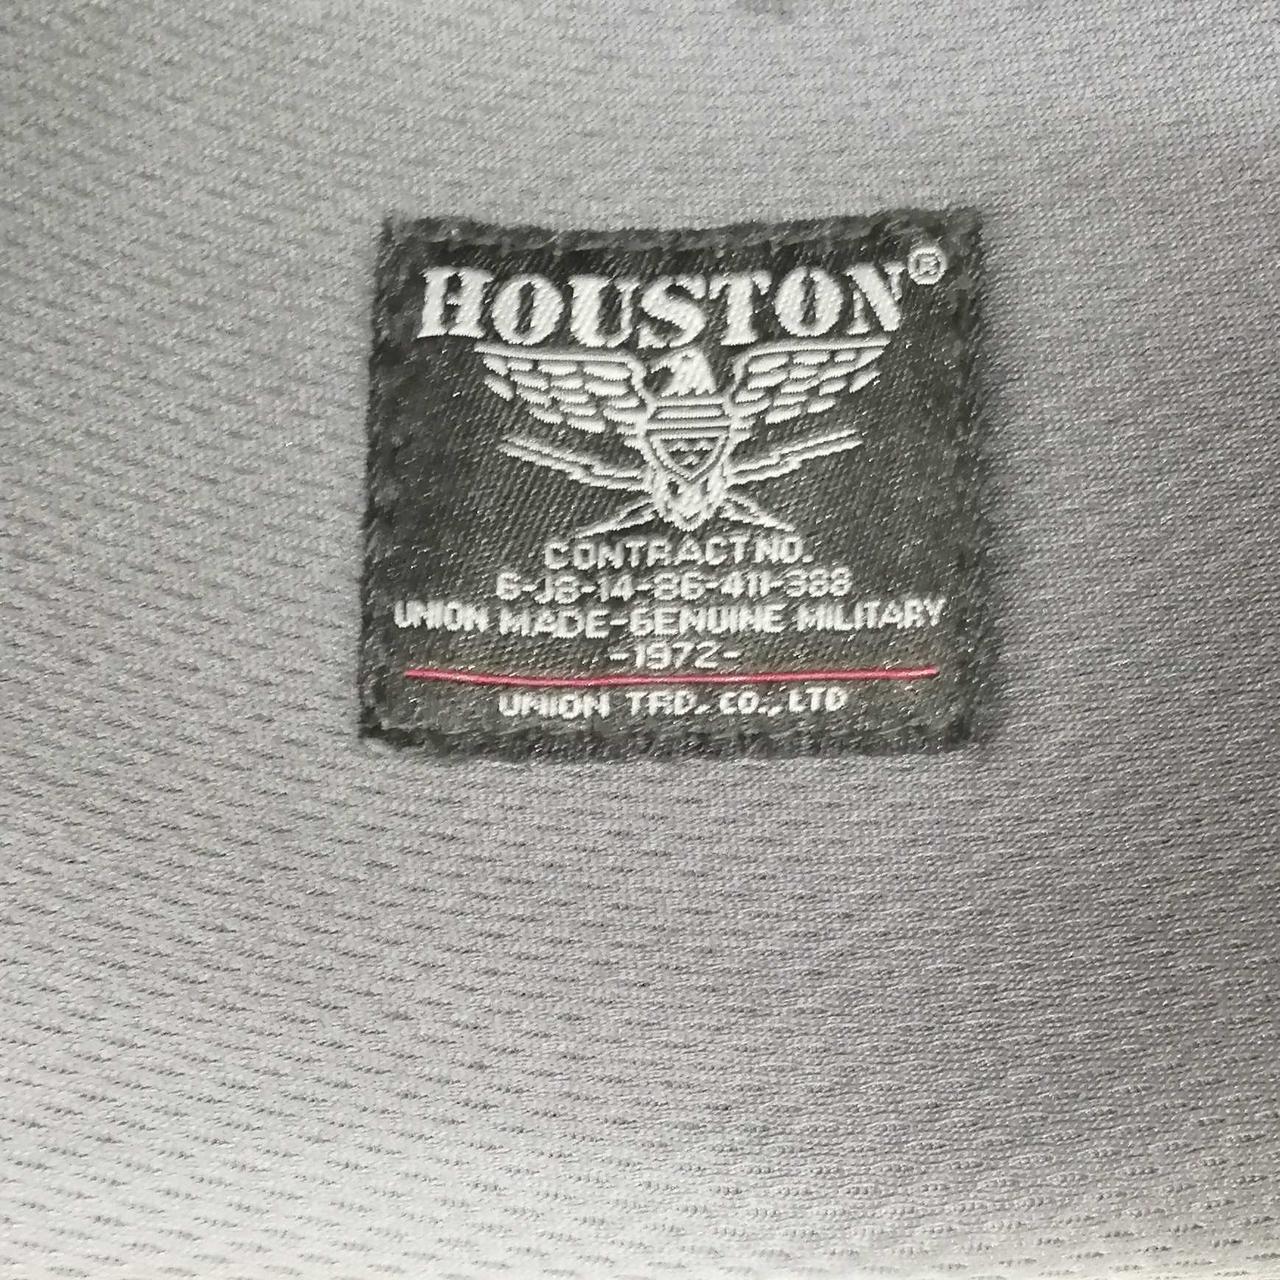 HOUSTON®
CONTRACT NO.
6-J8-14-86-411-388
UNION MADE-GENUINE MILITARY
-1972-
UNION TRD. CO., LTD